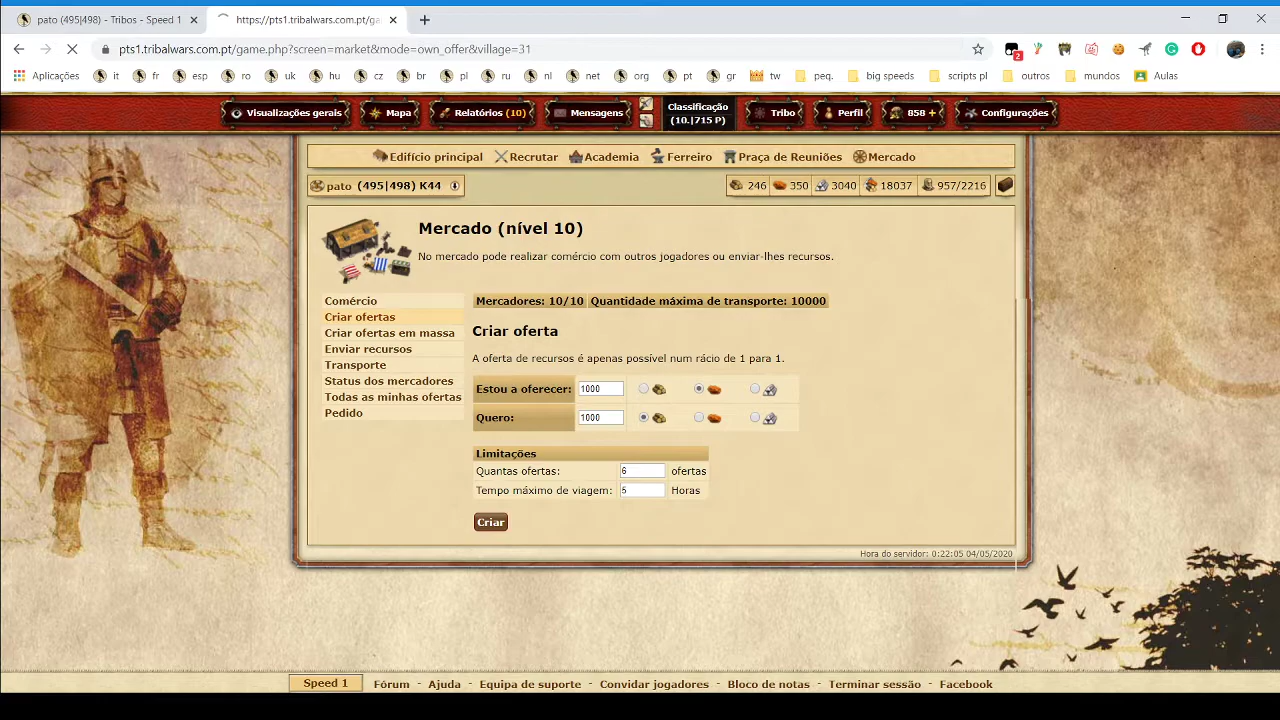 pato (495|498) - Tribos - Speed 1
https://pts1.tribalwars.com.pt/ga
pts1.tribalwars.com.pt/game.php?screen=market&mode=own_offer&village=31
2
Aplicações it fr esp ro uk hu cz br pl ru nl net org pt gr tw peq. big speeds scripts pl outros mundos Aulas
Visualizações gerais Mapa Relatórios (10) Mensagens Classificação (10.|715 P) Tribo Perfil 858 + Configurações
Edifício principal Recrutar Academia Ferreiro Praça de Reuniões Mercado
pato (495|498) K44 246 350 3040 18037 957/2216
Mercado (nível 10)
No mercado pode realizar comércio com outros jogadores ou enviar-lhes recursos.
Comércio
Criar ofertas
Criar ofertas em massa
Enviar recursos
Transporte
Status dos mercadores
Todas as minhas ofertas
Pedido
Mercadores: 10/10 Quantidade máxima de transporte: 10000
Criar oferta
A oferta de recursos é apenas possível num rácio de 1 para 1.
Estou a oferecer: 1000
Quero: 1000
Limitações
Quantas ofertas: 6 ofertas
Tempo máximo de viagem: 5 Horas
Criar
Hora do servidor: 0:22:05 04/05/2020
Speed 1 Fórum - Ajuda - Equipa de suporte - Convidar jogadores - Bloco de notas - Terminar sessão - Facebook